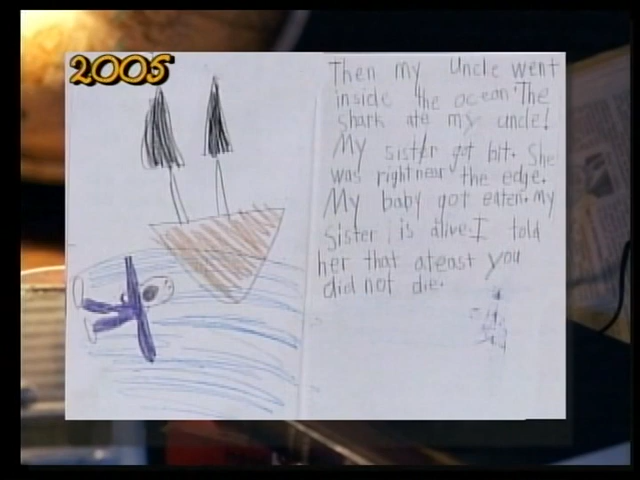 2005
Then my Uncle went
inside the ocean The
shark ate my uncle!
My sister got bit. She
was right near the edge.
My baby got eaten. My
Sister is alive. I told
her that ateast you
did not die.